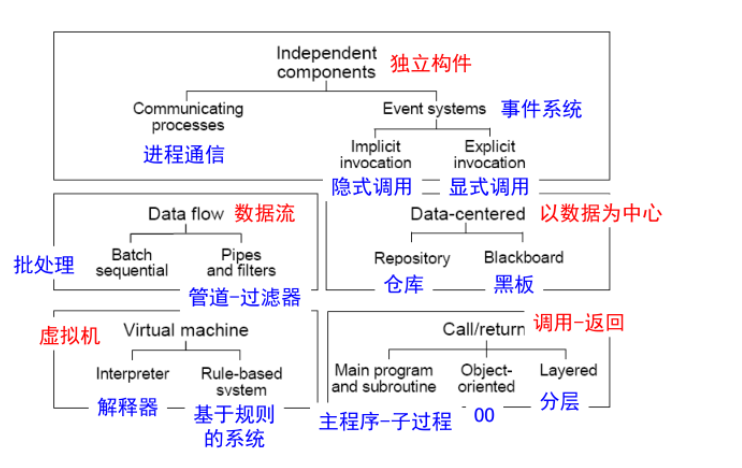 Independent
components
独立构件
Communicating
processes
进程通信
Event systems
事件系统
Implicit
invocation
隐式调用
Explicit
invocation
显式调用
Data flow
数据流
Batch
sequential
批处理
Pipes
and filters
管道-过滤器
Data-centered
以数据为中心
Repository
仓库
Blackboard
黑板
虚拟机
Virtual machine
Interpreter
解释器
Rule-based
system
基于规则
的系统
Call/return
调用-返回
Main program
and subroutine
主程序-子过程
Object-
oriented
OO
Layered
分层